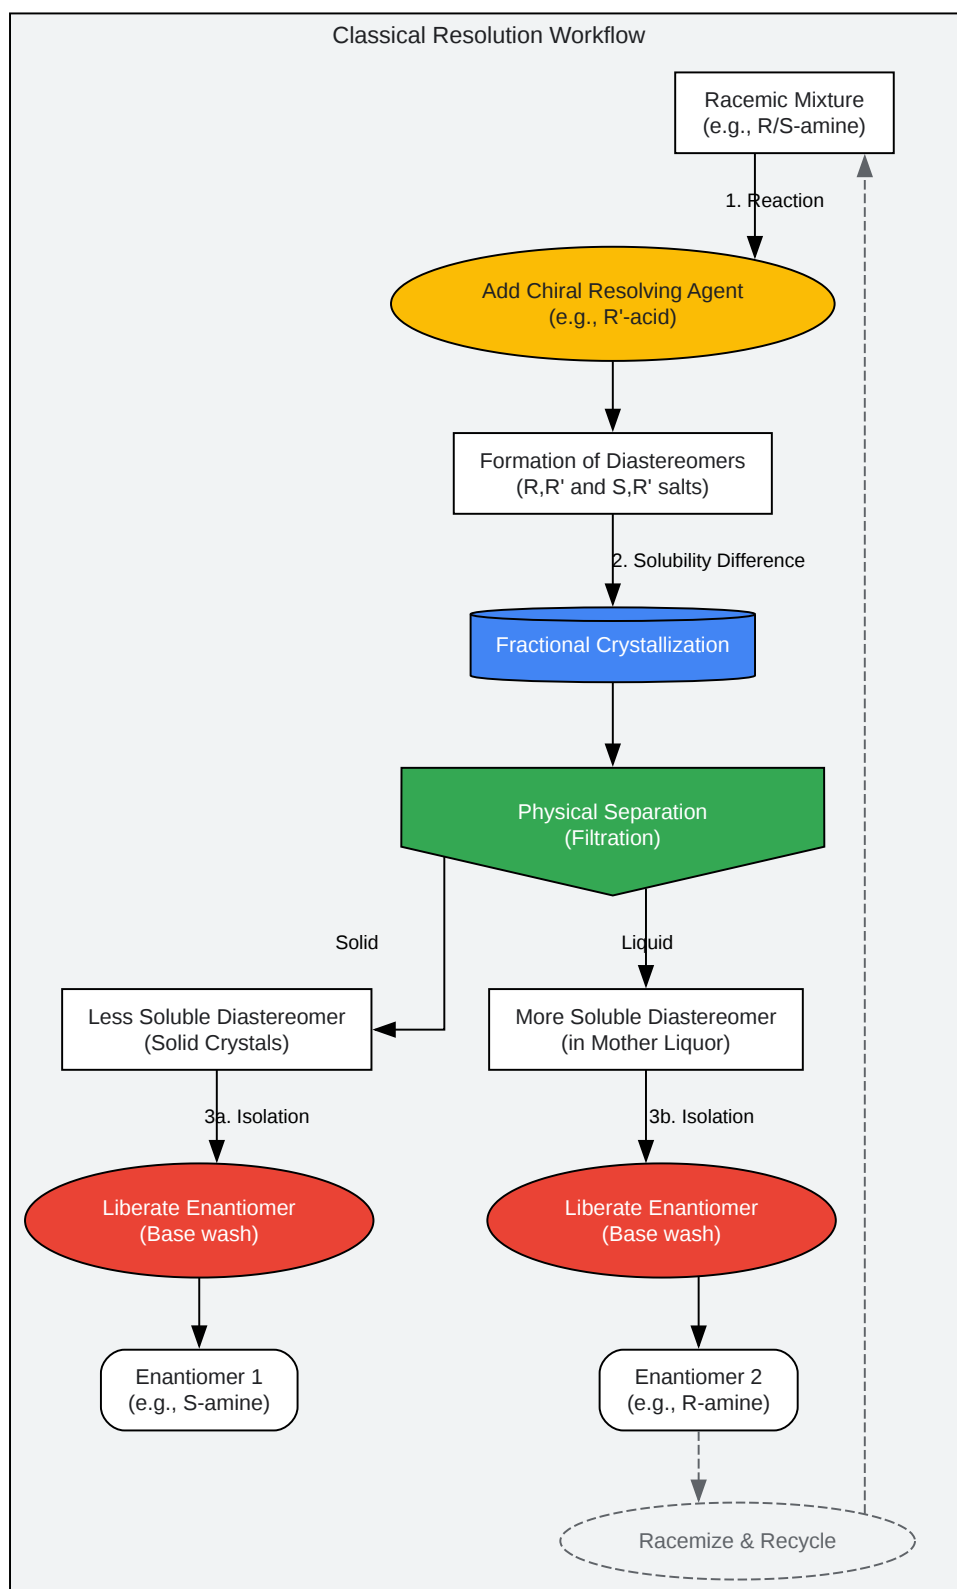 Classical Resolution Workflow
Racemic Mixture
(e.g., R/S-amine)
1. Reaction
Add Chiral Resolving Agent
(e.g., R'-acid)
Formation of Diastereomers
(R,R' and S,R' salts)
2. Solubility Difference
Fractional Crystallization
Physical Separation
(Filtration)
Solid
Liquid
Less Soluble Diastereomer
(Solid Crystals)
More Soluble Diastereomer
(in Mother Liquor)
3a. Isolation
3b. Isolation
Liberate Enantiomer
(Base wash)
Liberate Enantiomer
(Base wash)
Enantiomer 1
(e.g., S-amine)
Enantiomer 2
(e.g., R-amine)
Racemize & Recycle